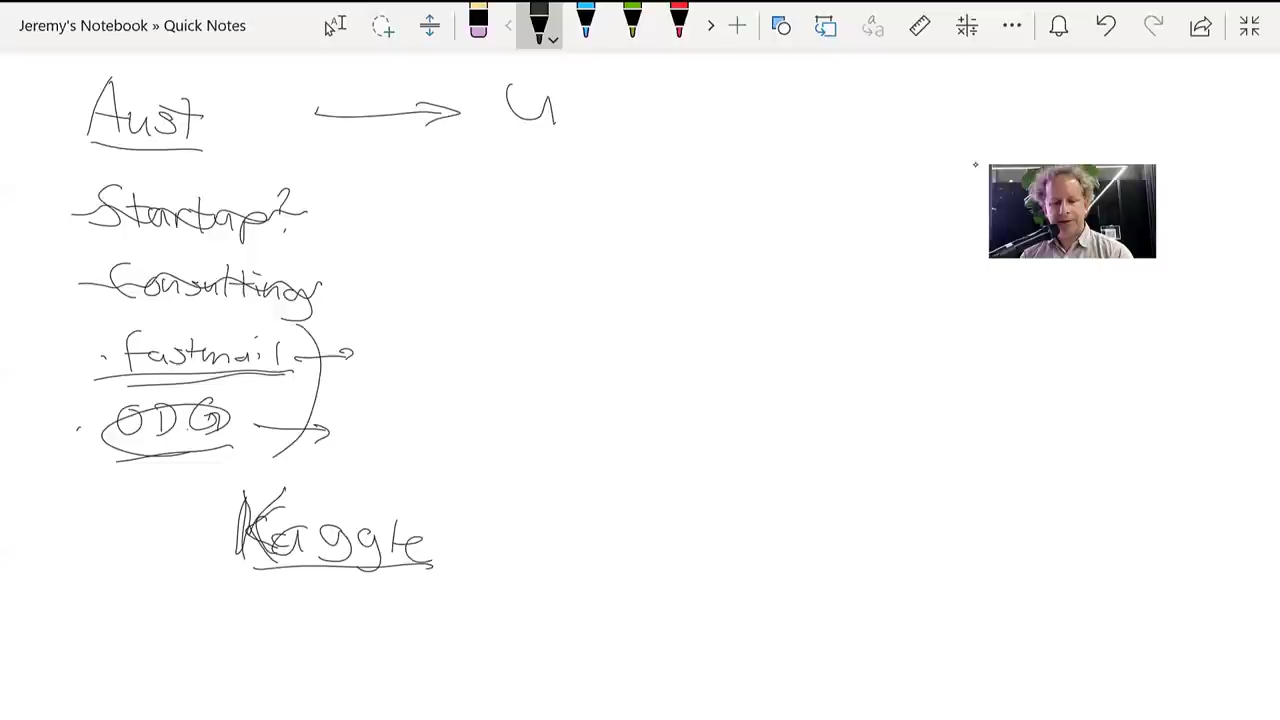 Jeremy's Notebook » Quick Notes
Aust → U
Startup?
Consulting
fastmail
ODG
Kaggle